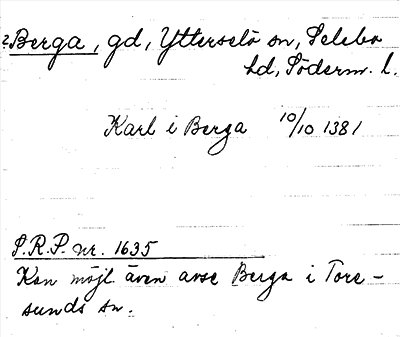 ?Berga, gd, Ytterselö sn, Selebo
hd, Söderm. l.
Karl i Berga 10/10 1381
S.R.P. nr. 1635
Kan möjl. även avse Berga i Tore-
sunds sn.